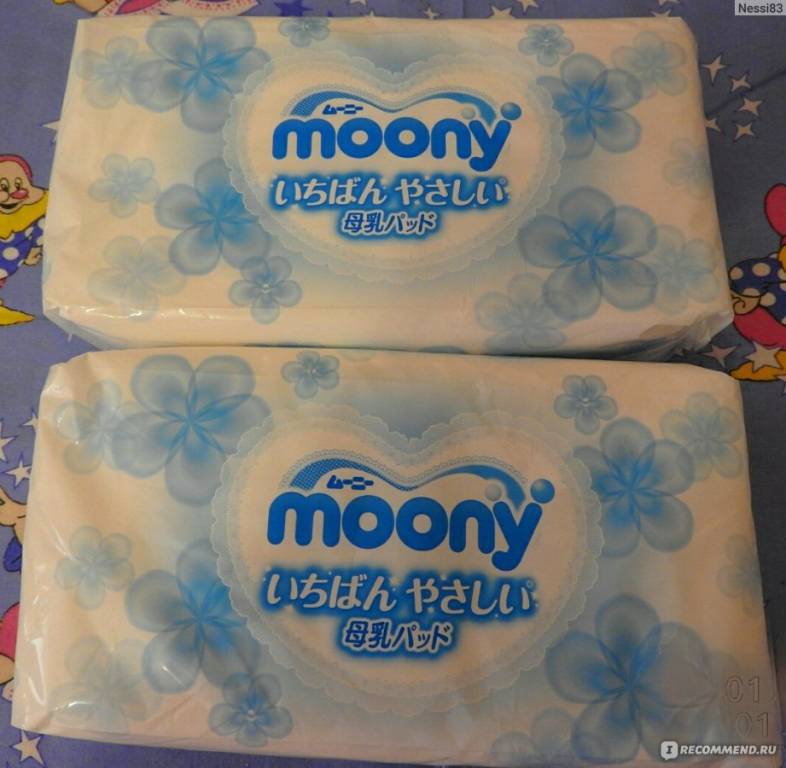 Nessi83
ムーニー
moony
いちばん やさしい
母乳パッド
ムーニー
moony
いちばん やさしい
母乳パッド
01
01
IRECOMMEND.RU